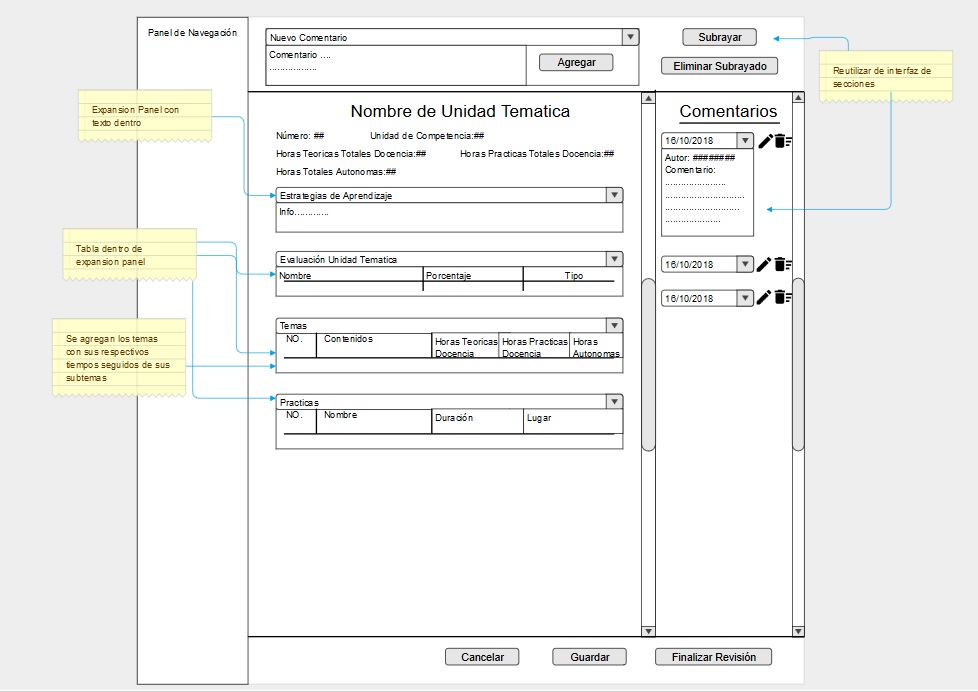 Panel de Navegación
Nuevo Comentario
Comentario ....
..................
Agregar
Subrayar
Eliminar Subrayado
Reutilizar de interfaz de
secciones
Expansion Panel con
texto dentro
Nombre de Unidad Tematica
Número: ##
Unidad de Competencia:##
Horas Teoricas Totales Docencia:##
Horas Practicas Totales Docencia:##
Horas Totales Autonomas:##
Estrategias de Aprendizaje
Info.............
Tabla dentro de
expansion panel
Evaluación Unidad Tematica
Nombre
Porcentaje
Tipo
Se agregan los temas
con sus respectivos
tiempos seguidos de sus
subtemas
Temas
NO.
Contenidos
Horas Teoricas
Docencia
Horas Practicas
Docencia
Horas
Autonomas
Practicas
NO.
Nombre
Duración
Lugar
Comentarios
16/10/2018
Autor: ########
Comentario:
.......................
..............................
............................
.....................
16/10/2018
16/10/2018
Cancelar
Guardar
Finalizar Revisión